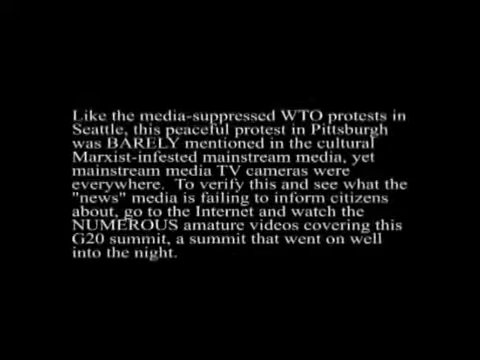 Like the media-suppressed WTO protests in
Seattle, this peaceful protest in Pittsburgh
was BARELY mentioned in the cultural
Marxist-infested mainstream media, yet
mainstream media TV cameras were
everywhere.  To verify this and see what the
"news" media is failing to inform citizens
about, go to the Internet and watch the
NUMEROUS amature videos covering this
G20 summit, a summit that went on well
into the night.